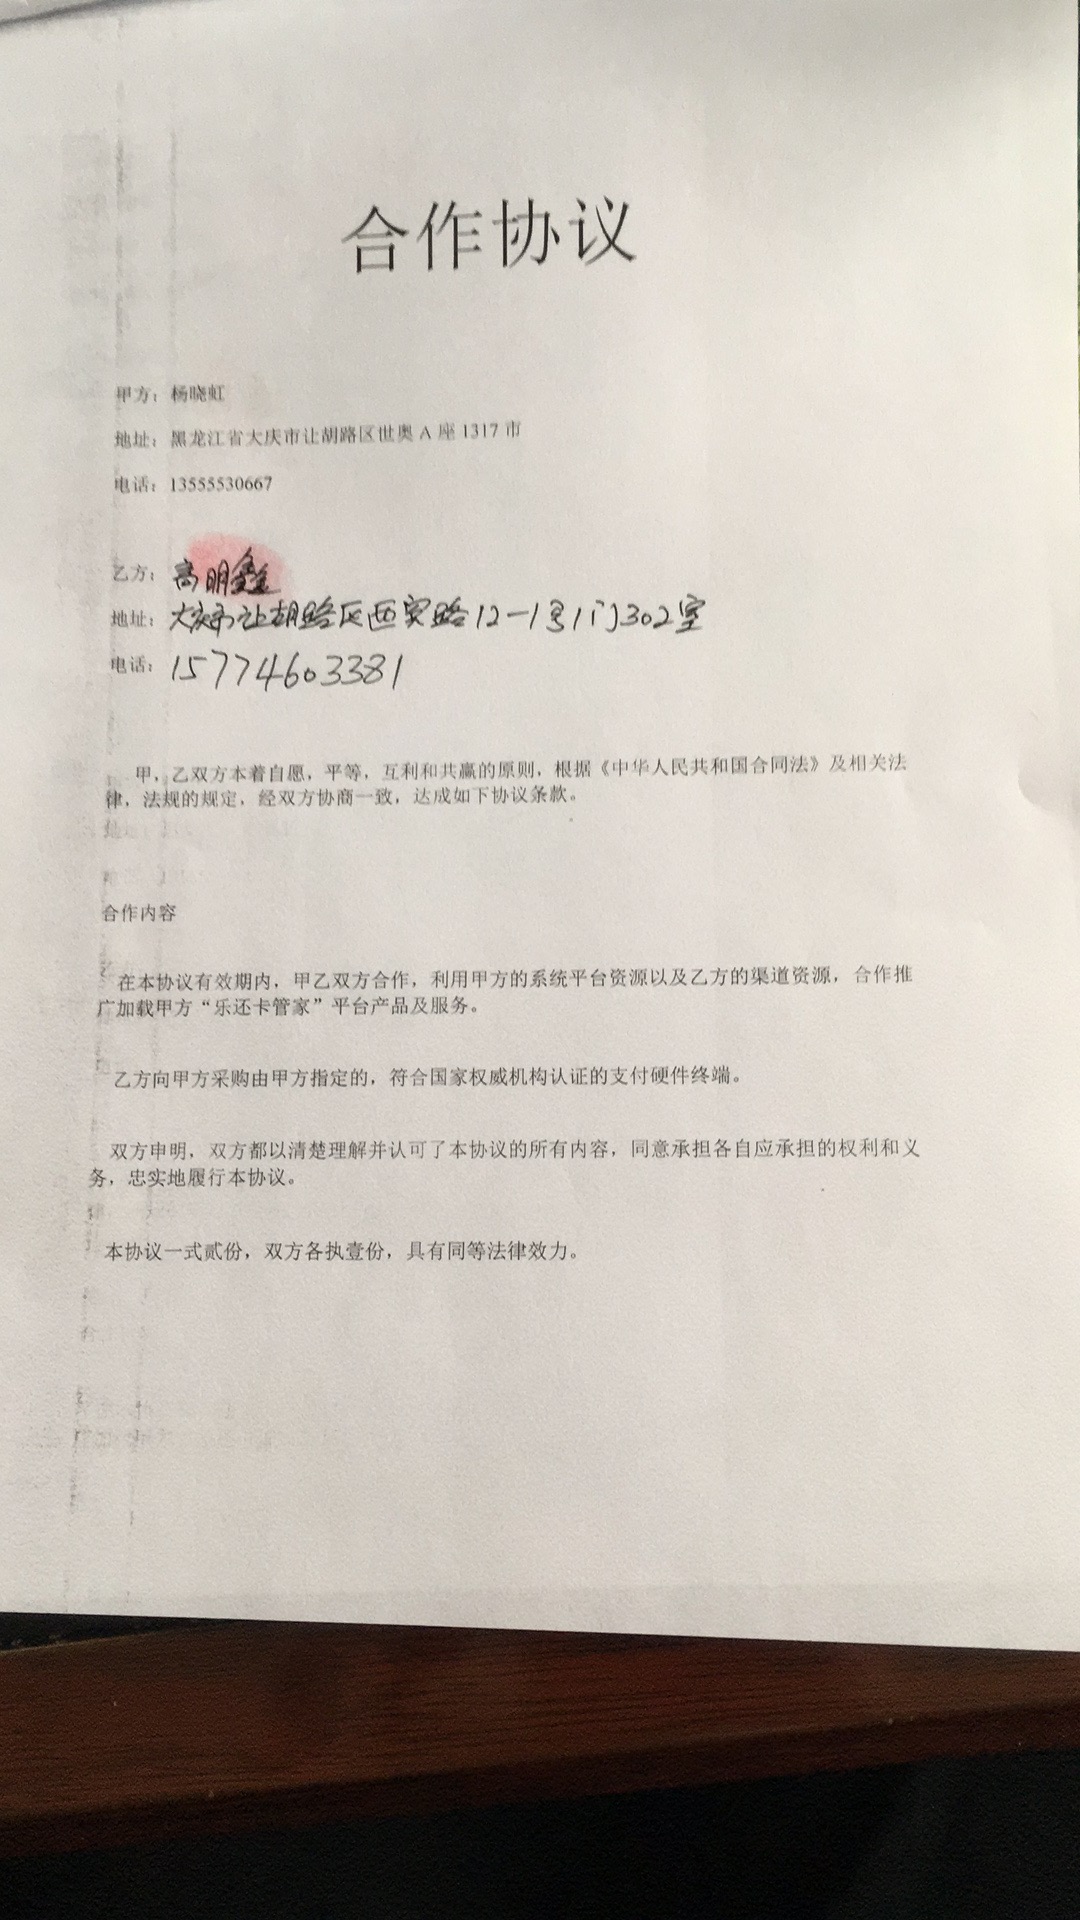 合作协议
甲方：杨晓虹
地址：黑龙江省大庆市让胡路区世奥 A 座 1317 市
电话：13555530667
乙方：高明鑫
地址：大庆市让胡路区西宾路12-1号1门302室
电话：15774603381
甲，乙双方本着自愿，平等，互利和共赢的原则，根据《中华人民共和国合同法》及相关法
律，法规的规定，经双方协商一致，达成如下协议条款。
合作内容
在本协议有效期内，甲乙双方合作，利用甲方的系统平台资源以及乙方的渠道资源，合作推
广加载甲方“乐还卡管家”平台产品及服务。
乙方向甲方采购由甲方指定的，符合国家权威机构认证的支付硬件终端。
双方申明，双方都以清楚理解并认可了本协议的所有内容，同意承担各自应承担的权利和义
务，忠实地履行本协议。
本协议一式贰份，双方各执壹份，具有同等法律效力。